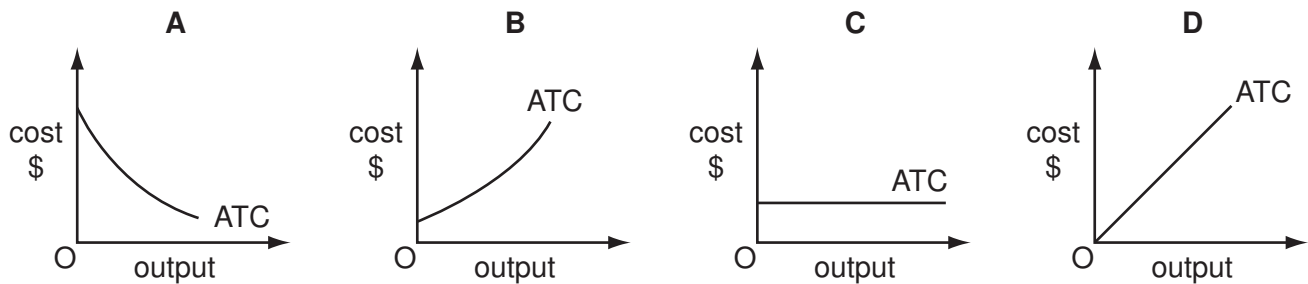 A
cost
$
ATC
O
output
B
cost
$
ATC
O
output
C
cost
$
ATC
O
output
D
cost
$
ATC
O
output